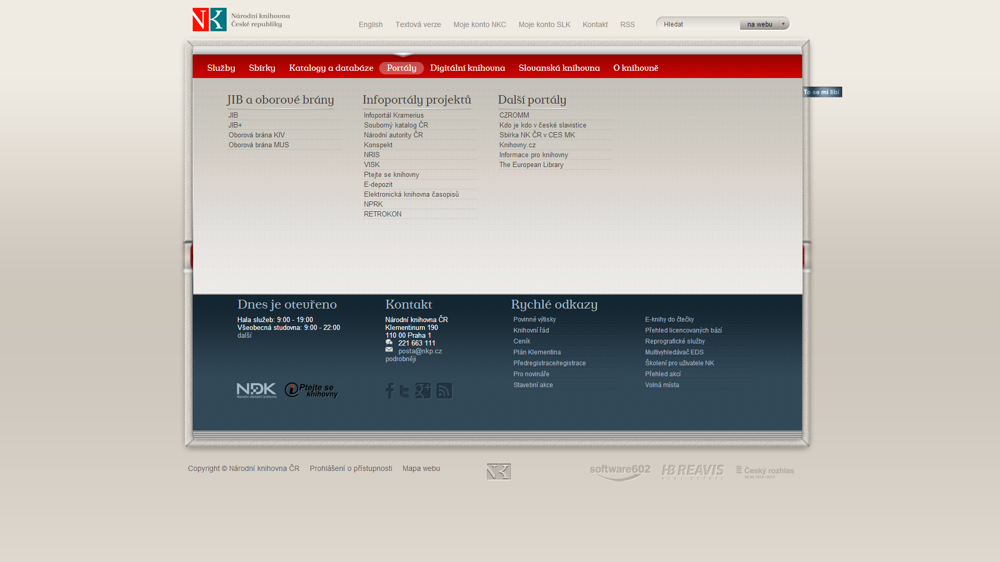 NK Národní knihovna
České republiky
English Textová verze Moje konto NKC Moje konto SLK Kontakt RSS
Hledat na webu
Služby Sbírky Katalogy a databáze Portály Digitální knihovna Slovanská knihovna O knihovně
To se mi líbí
JIB a oborové brány
JIB
JIB+
Oborová brána KIV
Oborová brána MUS
Infoportály projektů
Infoportál Kramerius
Souborný katalog ČR
Národní autority ČR
Konspekt
NRIS
VISK
Ptejte se knihovny
E-depozit
Elektronická knihovna časopisů
NPRK
RETROKON
Další portály
CZROMM
Kdo je kdo v české slavistice
Sbírka NK ČR v CES MK
Knihovny.cz
Informace pro knihovny
The European Library
Dnes je otevřeno
Hala služeb: 9:00 - 19:00
Všeobecná studovna: 9:00 - 22:00
další
NDK
Národní digitální knihovna
Ptejte se
knihovny
Kontakt
Národní knihovna ČR
Klementinum 190
110 00 Praha 1
221 663 111
posta@nkp.cz
podrobněji
Rychlé odkazy
Povinné výtisky
Knihovní řád
Ceník
Plán Klementina
Předregistrace/registrace
Pro novináře
Stavební akce
E-knihy do čtečky
Přehled licencovaných bází
Reprografické služby
Multivyhledávač EDS
Školení pro uživatele NK
Přehled akcí
Volná místa
Copyright © Národní knihovna ČR Prohlášení o přístupnosti Mapa webu
NK
software602
HB REAVIS
REAL ESTATE
Český rozhlas
90 let 1923–2013